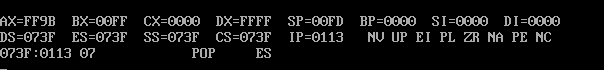 AX=FF9B BX=00FF CX=0000 DX=FFFF SP=00FD BP=0000 SI=0000 DI=0000
DS=073F ES=073F SS=073F CS=073F IP=0113 NV UP EI PL ZR NA PE NC
073F:0113 07 POP ES